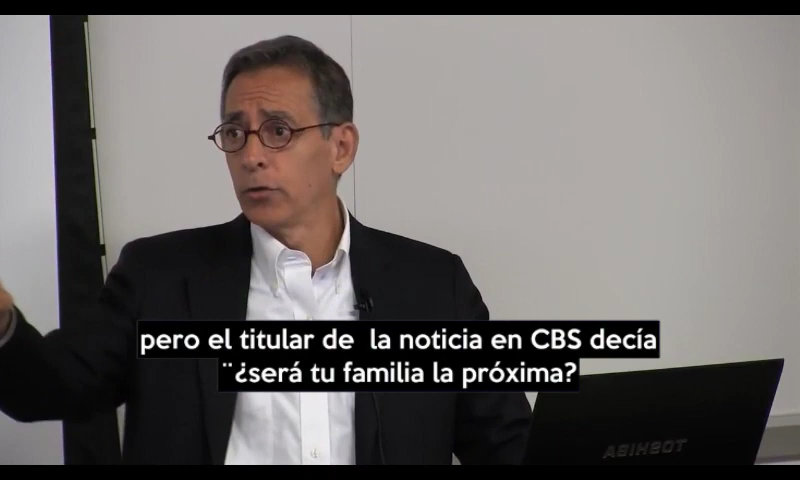 pero el titular de  la noticia en CBS decía
¨¿será tu familia la próxima?
TOSHIBA